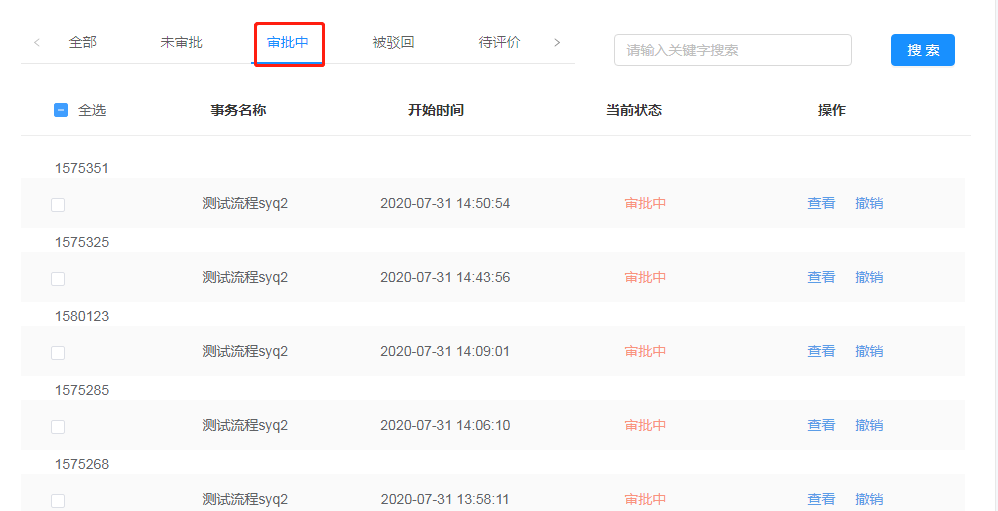 全部 未审批 审批中 被驳回 待评价
请输入关键字搜索 搜 索
全选 事务名称 开始时间 当前状态 操作
1575351
测试流程syq2 2020-07-31 14:50:54 审批中 查看 撤销
1575325
测试流程syq2 2020-07-31 14:43:56 审批中 查看 撤销
1580123
测试流程syq2 2020-07-31 14:09:01 审批中 查看 撤销
1575285
测试流程syq2 2020-07-31 14:06:10 审批中 查看 撤销
1575268
测试流程syq2 2020-07-31 13:58:11 审批中 查看 撤销